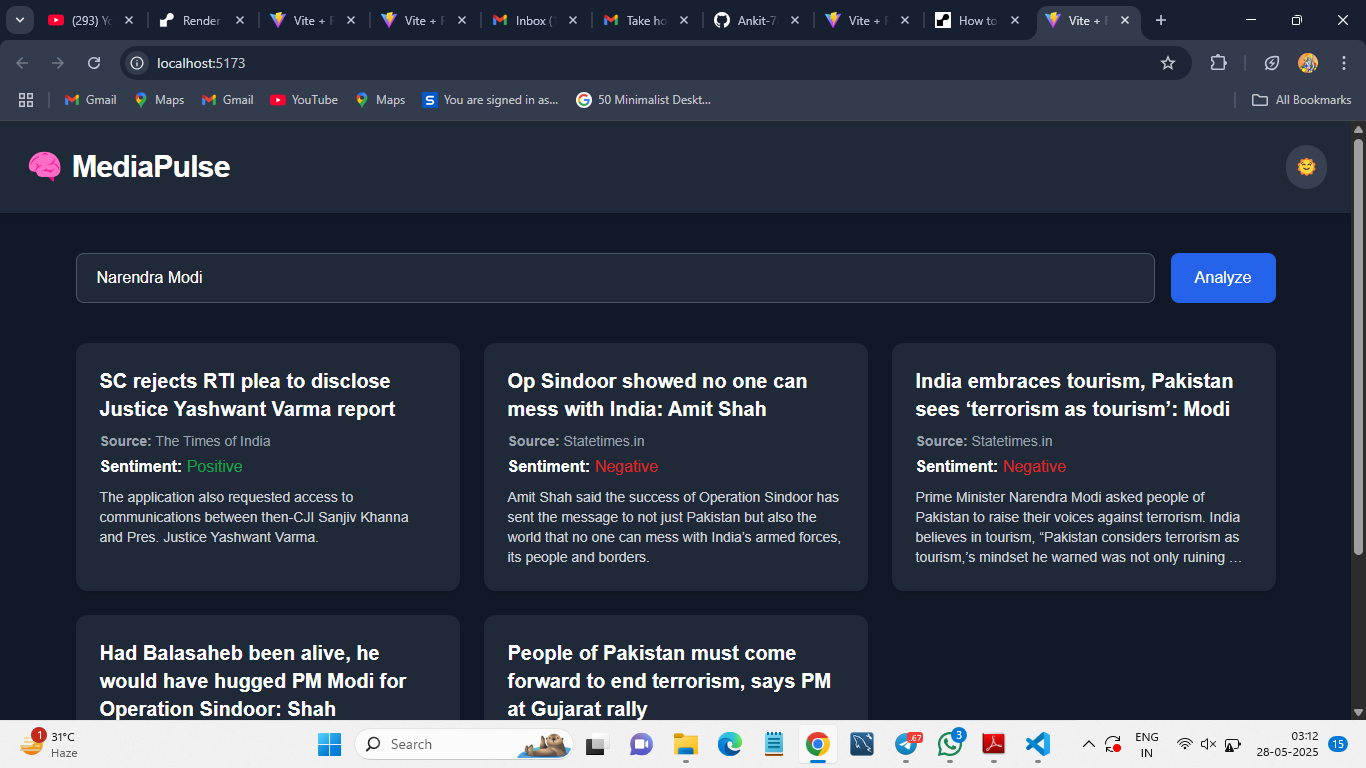 (293) Yo
Render
Vite + R
Vite + R
Inbox (1
Take ho
Ankit-7
Vite + R
How to
Vite + R
localhost:5173
Gmail
Maps
Gmail
YouTube
Maps
You are signed in as...
50 Minimalist Deskt...
All Bookmarks
MediaPulse
Narendra Modi
Analyze
SC rejects RTI plea to disclose
Justice Yashwant Varma report
Source: The Times of India
Sentiment: Positive
The application also requested access to
communications between then-CJI Sanjiv Khanna
and Pres. Justice Yashwant Varma.
Op Sindoor showed no one can
mess with India: Amit Shah
Source: Statetimes.in
Sentiment: Negative
Amit Shah said the success of Operation Sindoor has
sent the message to not just Pakistan but also the
world that no one can mess with India’s armed forces,
its people and borders.
India embraces tourism, Pakistan
sees ‘terrorism as tourism’: Modi
Source: Statetimes.in
Sentiment: Negative
Prime Minister Narendra Modi asked people of
Pakistan to raise their voices against terrorism. India
believes in tourism, “Pakistan considers terrorism as
tourism,’s mindset he warned was not only ruining …
Had Balasaheb been alive, he
would have hugged PM Modi for
Operation Sindoor: Shah
People of Pakistan must come
forward to end terrorism, says PM
at Gujarat rally
1
31°C
Haze
Search
.67
3
ENG
IN
03:12
28-05-2025
15